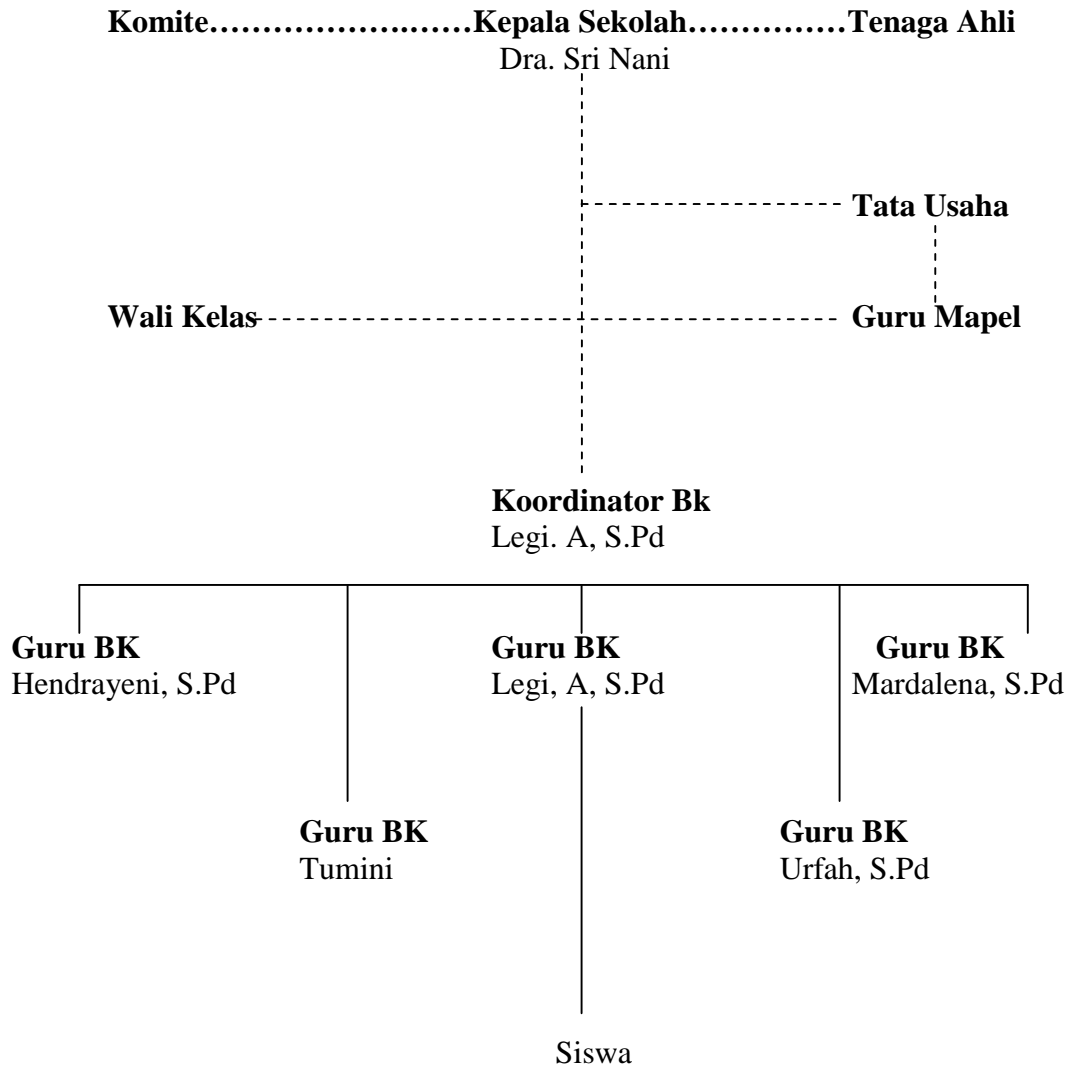 Komite………………….……Kepala Sekolah……………Tenaga Ahli
Dra. Sri Nani
Tata Usaha
Wali Kelas
Guru Mapel
Koordinator Bk
Legi. A, S.Pd
Guru BK
Hendrayeni, S.Pd
Guru BK
Legi, A, S.Pd
Guru BK
Mardalena, S.Pd
Guru BK
Tumini
Guru BK
Urfah, S.Pd
Siswa